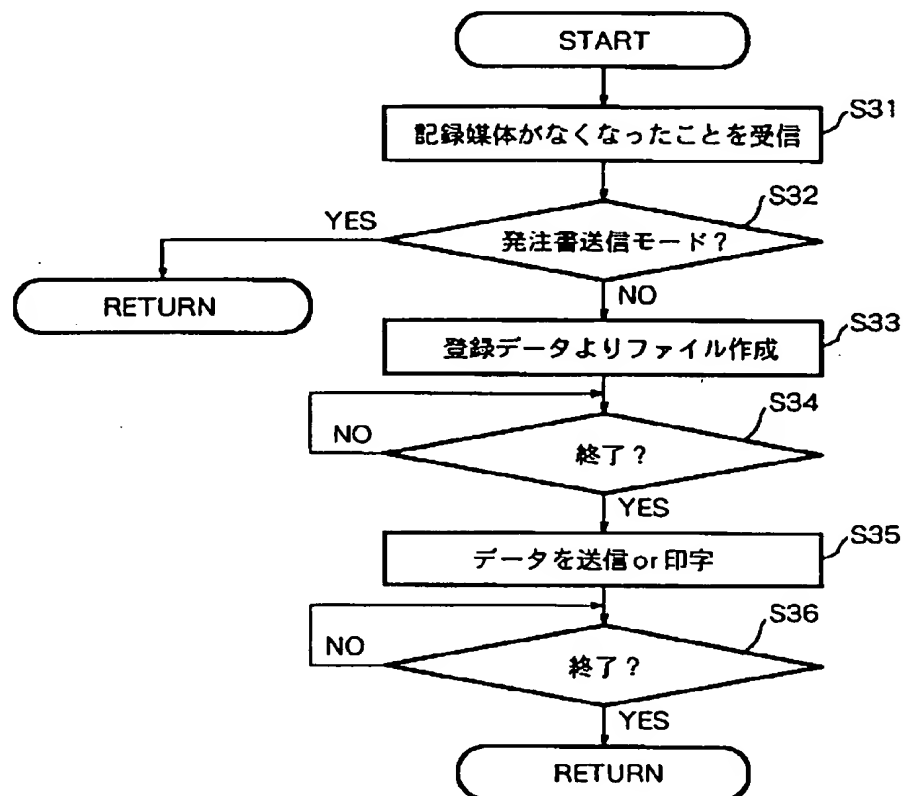 START
S31
記録媒体がなくなったことを受信
S32
発注書送信モード？
YES
RETURN
NO
S33
登録データよりファイル作成
S34
終了？
NO
YES
S35
データを送信or印字
S36
終了？
NO
YES
RETURN